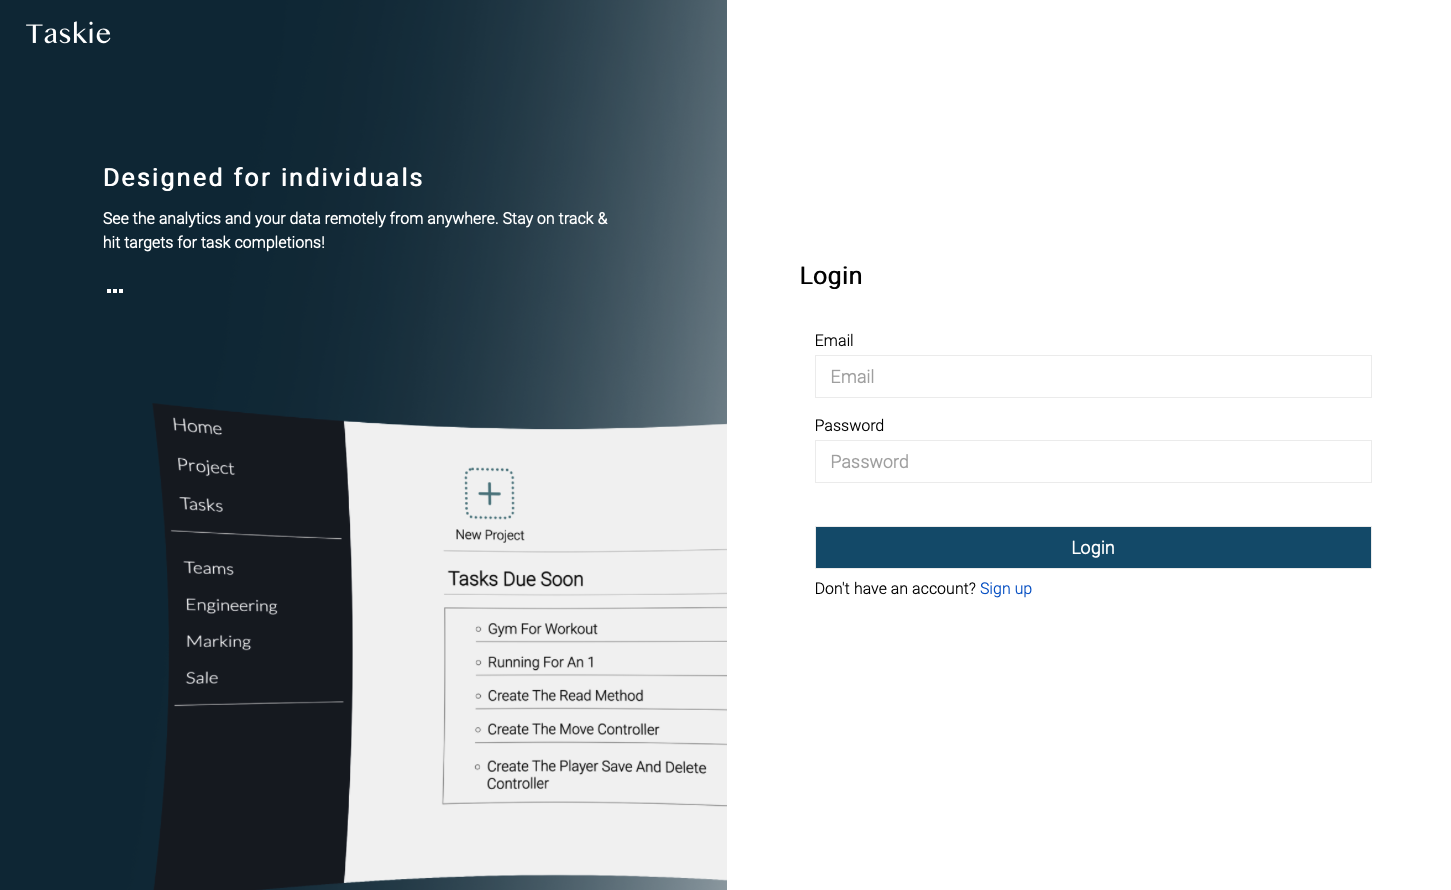 Taskie
Designed for individuals
See the analytics and your data remotely from anywhere. Stay on track &
hit targets for task completions!
Home
Project
Tasks
Teams
Engineering
Marking
Sale
New Project
Tasks Due Soon
Gym For Workout
Running For An 1
Create The Read Method
Create The Move Controller
Create The Player Save And Delete
Controller
Login
Email
Email
Password
Password
Login
Don't have an account? Sign up